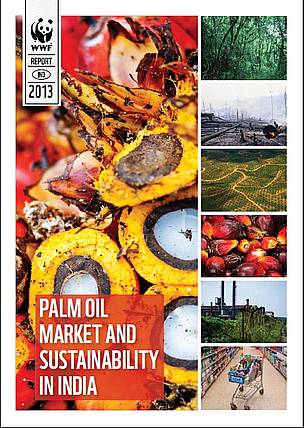 WWF
REPORT
IND
2013
PALM OIL
MARKET AND
SUSTAINABILITY
IN INDIA